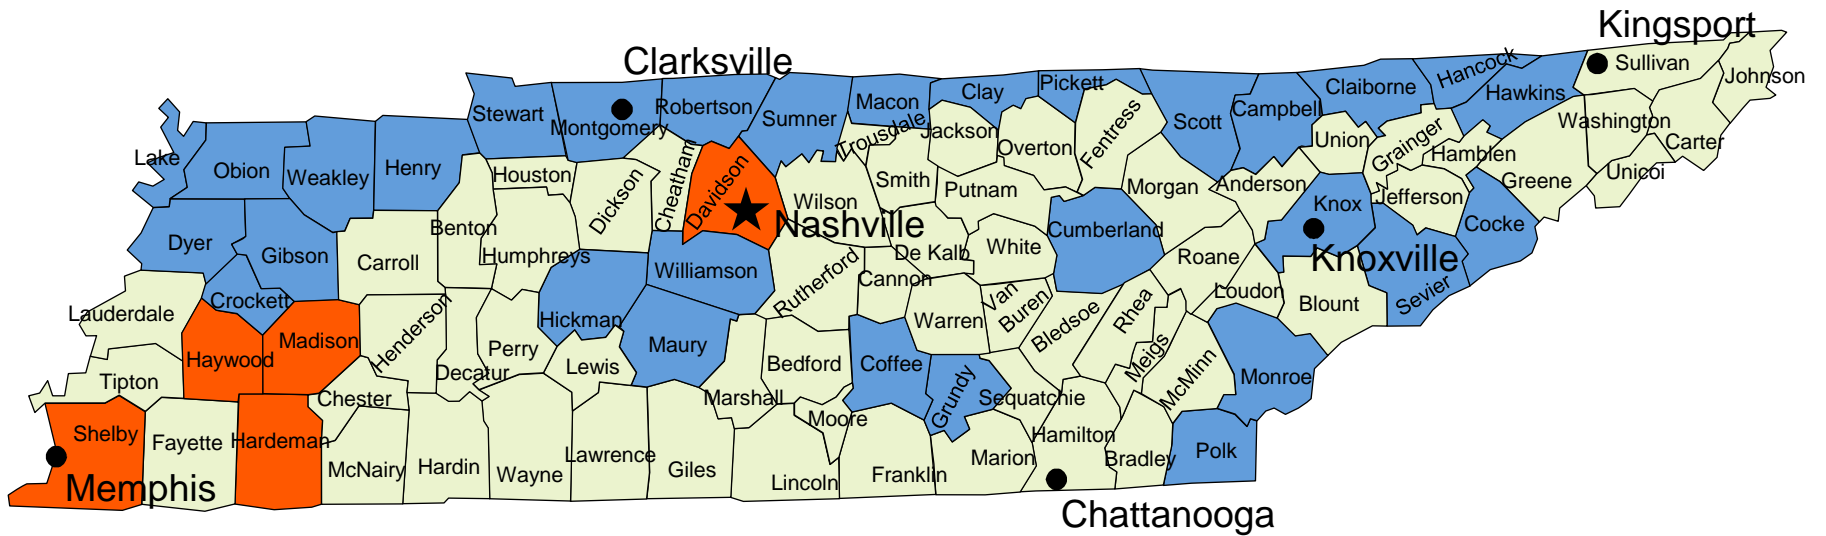 Kingsport
Clarksville
Sullivan
Johnson
Hancock
Hawkins
Claiborne
Pickett
Clay
Campbell
Scott
Macon
Robertson
Stewart
Montgomery
Sumner
Trousdale
Jackson
Overton
Fentress
Union
Grainger
Washington
Carter
Hamblen
Greene
Unicoi
Lake
Obion
Weakley
Henry
Houston
Dickson
Cheatham
Davidson
Wilson
Smith
Putnam
Morgan
Anderson
Knox
Jefferson
Cocke
Nashville
Knoxville
Dyer
Gibson
Carroll
Benton
Humphreys
Williamson
Rutherford
Cannon
De Kalb
White
Cumberland
Roane
Loudon
Blount
Sevier
Crockett
Lauderdale
Haywood
Madison
Henderson
Decatur
Perry
Hickman
Lewis
Maury
Bedford
Coffee
Warren
Van
Buren
Bledsoe
Rhea
Meigs
McMinn
Monroe
Tipton
Chester
Marshall
Moore
Grundy
Sequatchie
Hamilton
Bradley
Polk
Shelby
Fayette
Hardeman
McNairy
Hardin
Wayne
Lawrence
Giles
Lincoln
Franklin
Marion
Memphis
Chattanooga